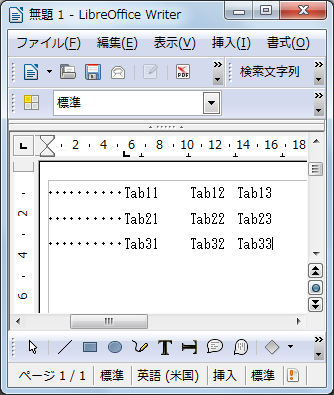 無題 1 - LibreOffice Writer
ファイル(F) 編集(E) 表示(V) 挿入(I) 書式(O)
PDF 検索文字列
標準
2 4 6 8 10 12 14 16 18
··········Tab11 Tab12 Tab13
··········Tab21 Tab22 Tab23
··········Tab31 Tab32 Tab33
2
4
6
T
ページ 1 / 1 標準 英語 (米国) 挿入 標準